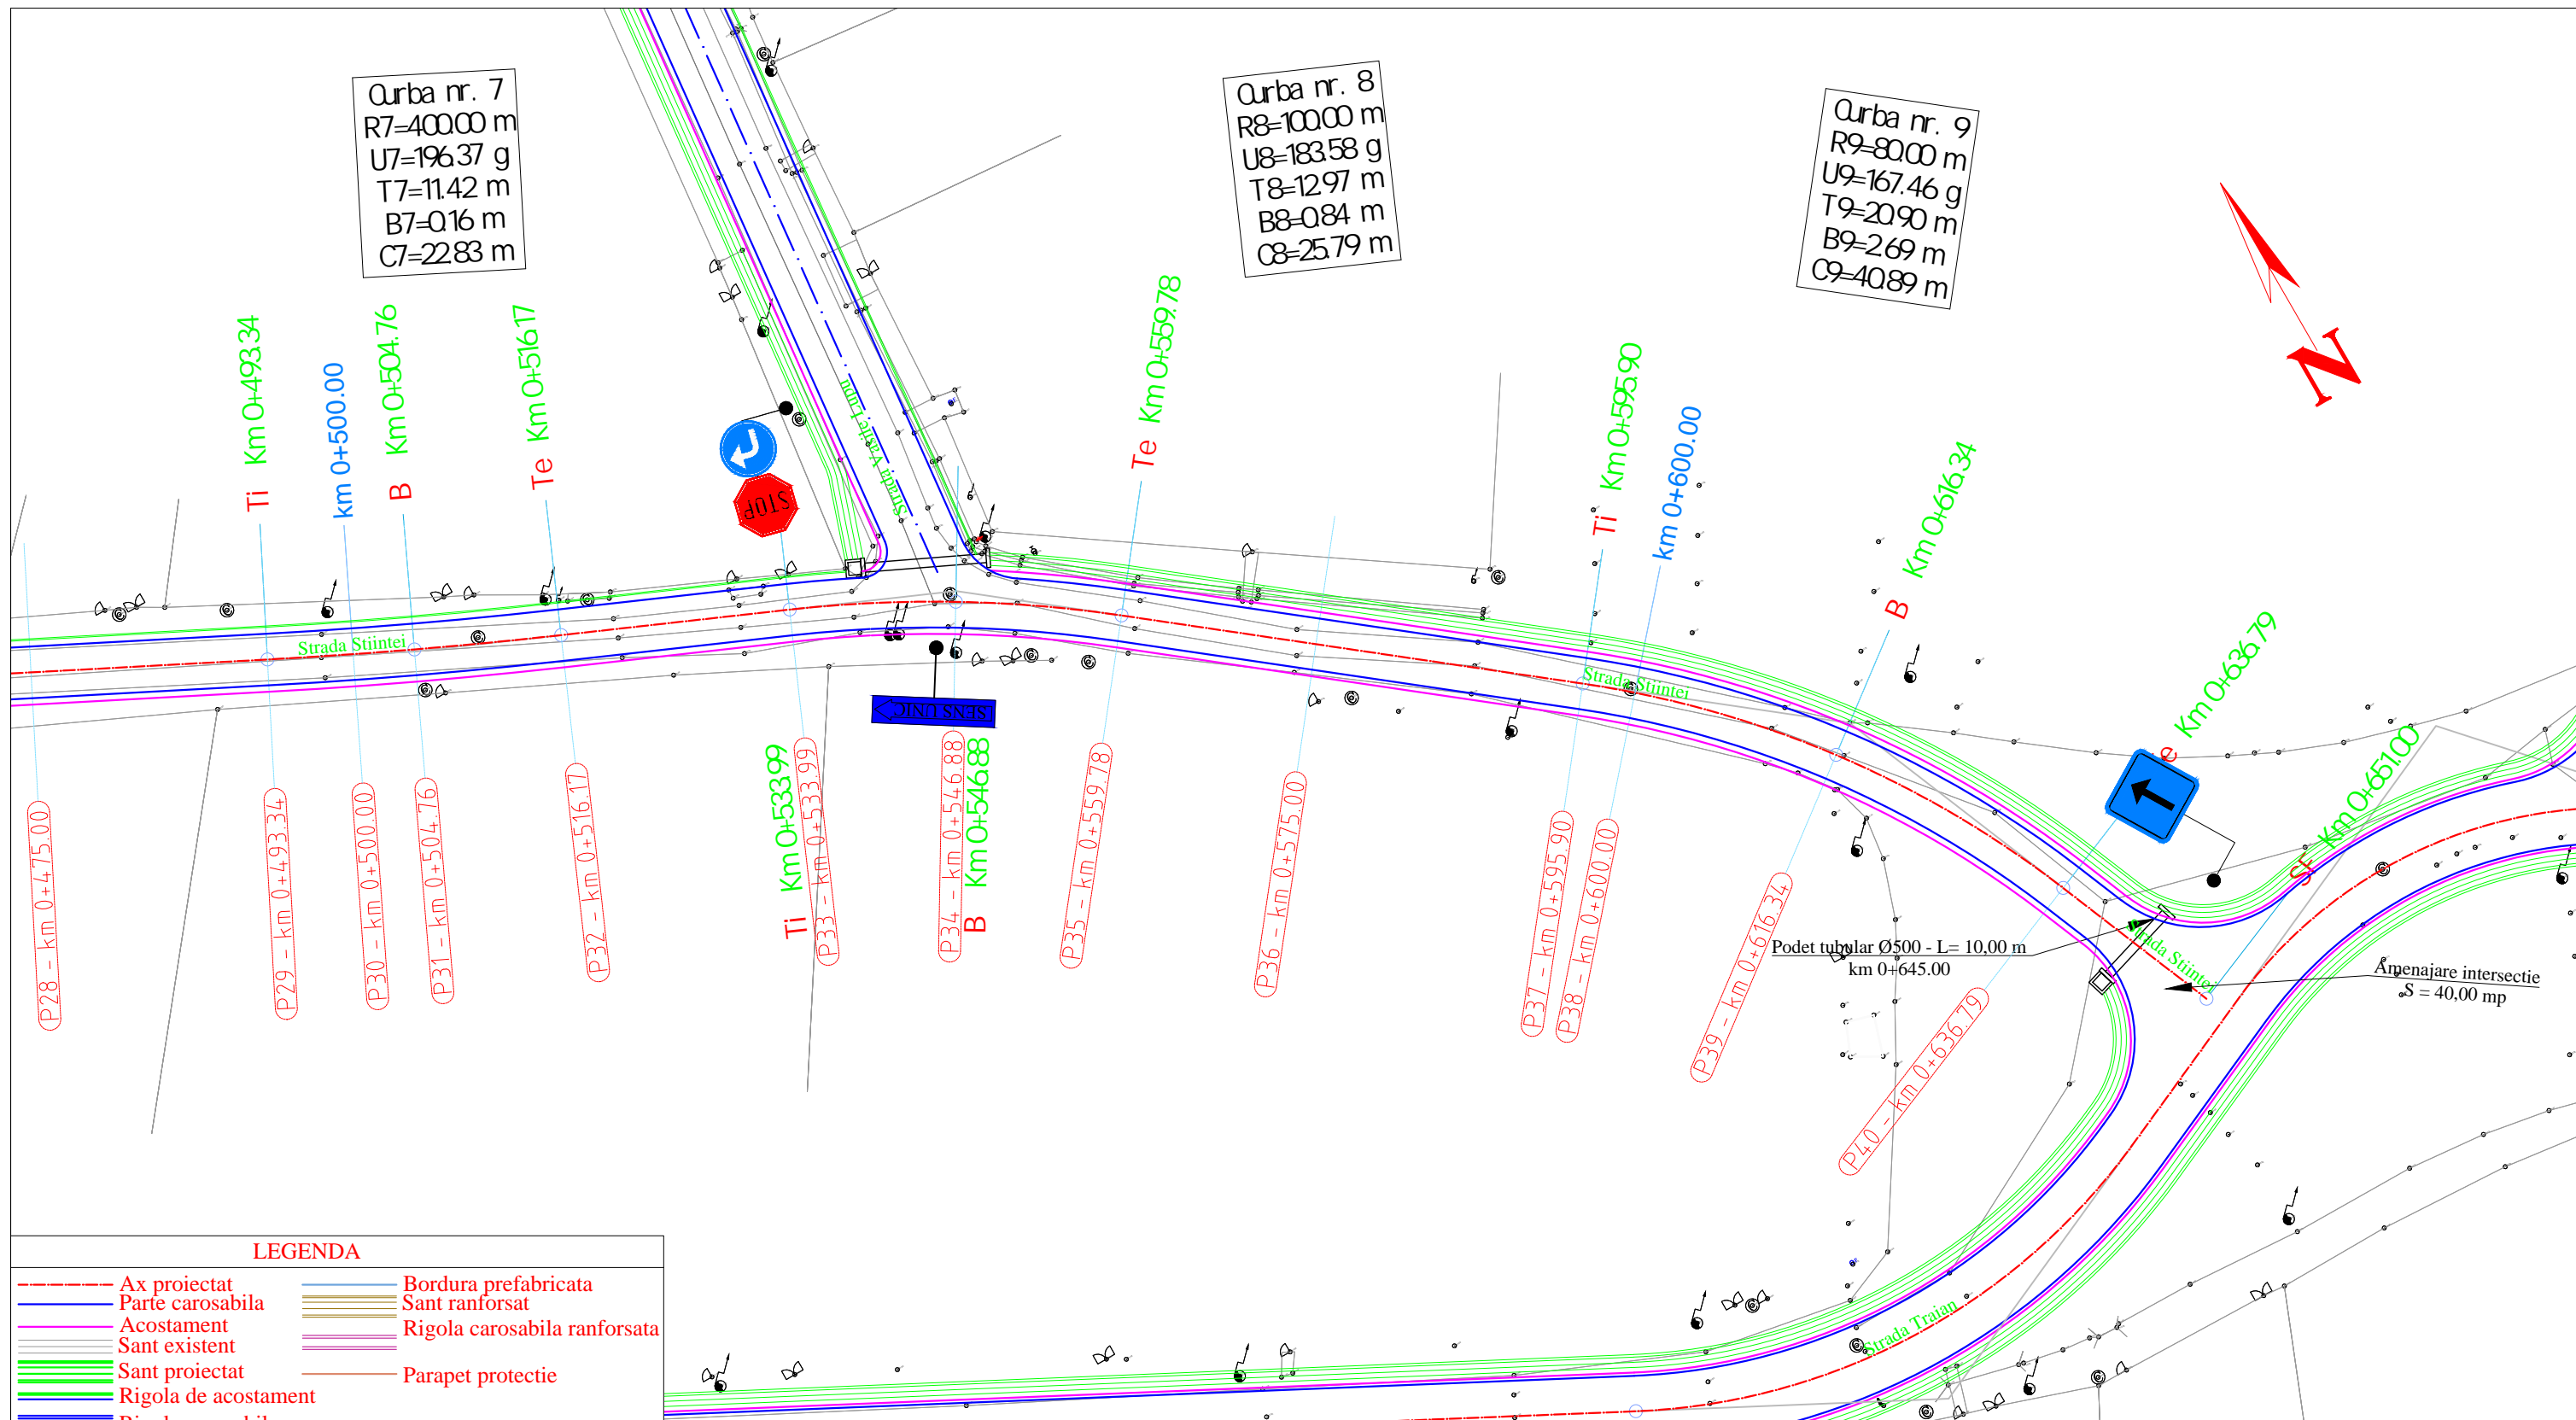 Curba nr. 7
R7=400.00 m
U7=196.37 g
T7=11.42 m
B7=0.16 m
C7=22.83 m
Curba nr. 8
R8=100.00 m
U8=183.58 g
T8=12.97 m
B8=0.84 m
C8=25.79 m
Curba nr. 9
R9=80.00 m
U9=167.46 g
T9=20.90 m
B9=2.69 m
C9=40.89 m
N
Ti Km 0+493.34
km 0+500.00
B Km 0+504.76
Te Km 0+516.17
Te Km 0+559.78
Ti Km 0+595.90
km 0+600.00
B Km 0+616.34
e Km 0+636.79
SF Km 0+651.00
Strada Vasile Lupu
STOP
SENS UNIC
Strada Stiintei
Strada Stiintei
Strada Stiintei
Strada Traian
Ti Km 0+533.99
B Km 0+546.88
P28 - km 0+475.00
P29 - km 0+493.34
P30 - km 0+500.00
P31 - km 0+504.76
P32 - km 0+516.17
P33 - km 0+533.99
P34 - km 0+546.88
P35 - km 0+559.78
P36 - km 0+575.00
P37 - km 0+595.90
P38 - km 0+600.00
P39 - km 0+616.34
P40 - km 0+636.79
Podet tubular Ø500 - L= 10,00 m
km 0+645.00
Amenajare intersectie
S = 40,00 mp
LEGENDA
Ax proiectat
Parte carosabila
Acostament
Sant existent
Sant proiectat
Rigola de acostament
Bordura prefabricata
Sant ranforsat
Rigola carosabila ranforsata
Parapet protectie